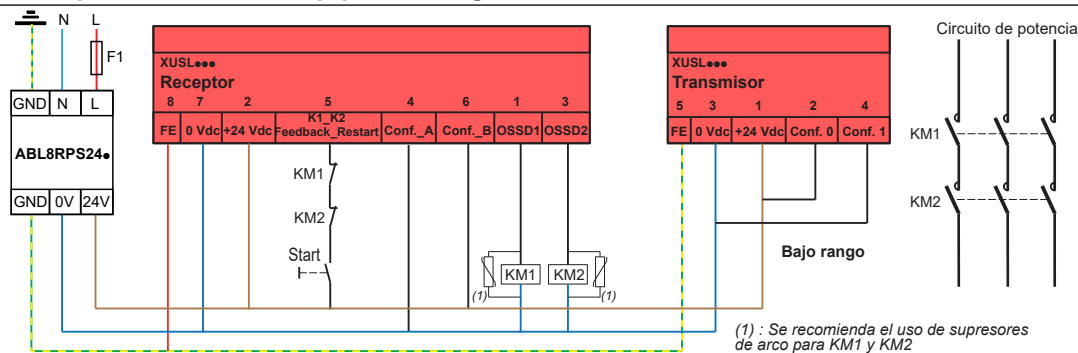 N L
F1
GND N L
ABL8RPS24●
GND 0V 24V
XUSL●●●
Receptor
8 7 2 5 4 6 1 3
FE 0 Vdc +24 Vdc K1_K2 Feedback_Restart Conf._A Conf._B OSSD1 OSSD2
KM1
KM2
Start
KM1 KM2
(1) (1)
XUSL●●●
Transmisor
5 3 1 2 4
FE 0 Vdc +24 Vdc Conf. 0 Conf. 1
Bajo rango
Circuito de potencia
KM1
KM2
(1) : Se recomienda el uso de supresores
de arco para KM1 y KM2